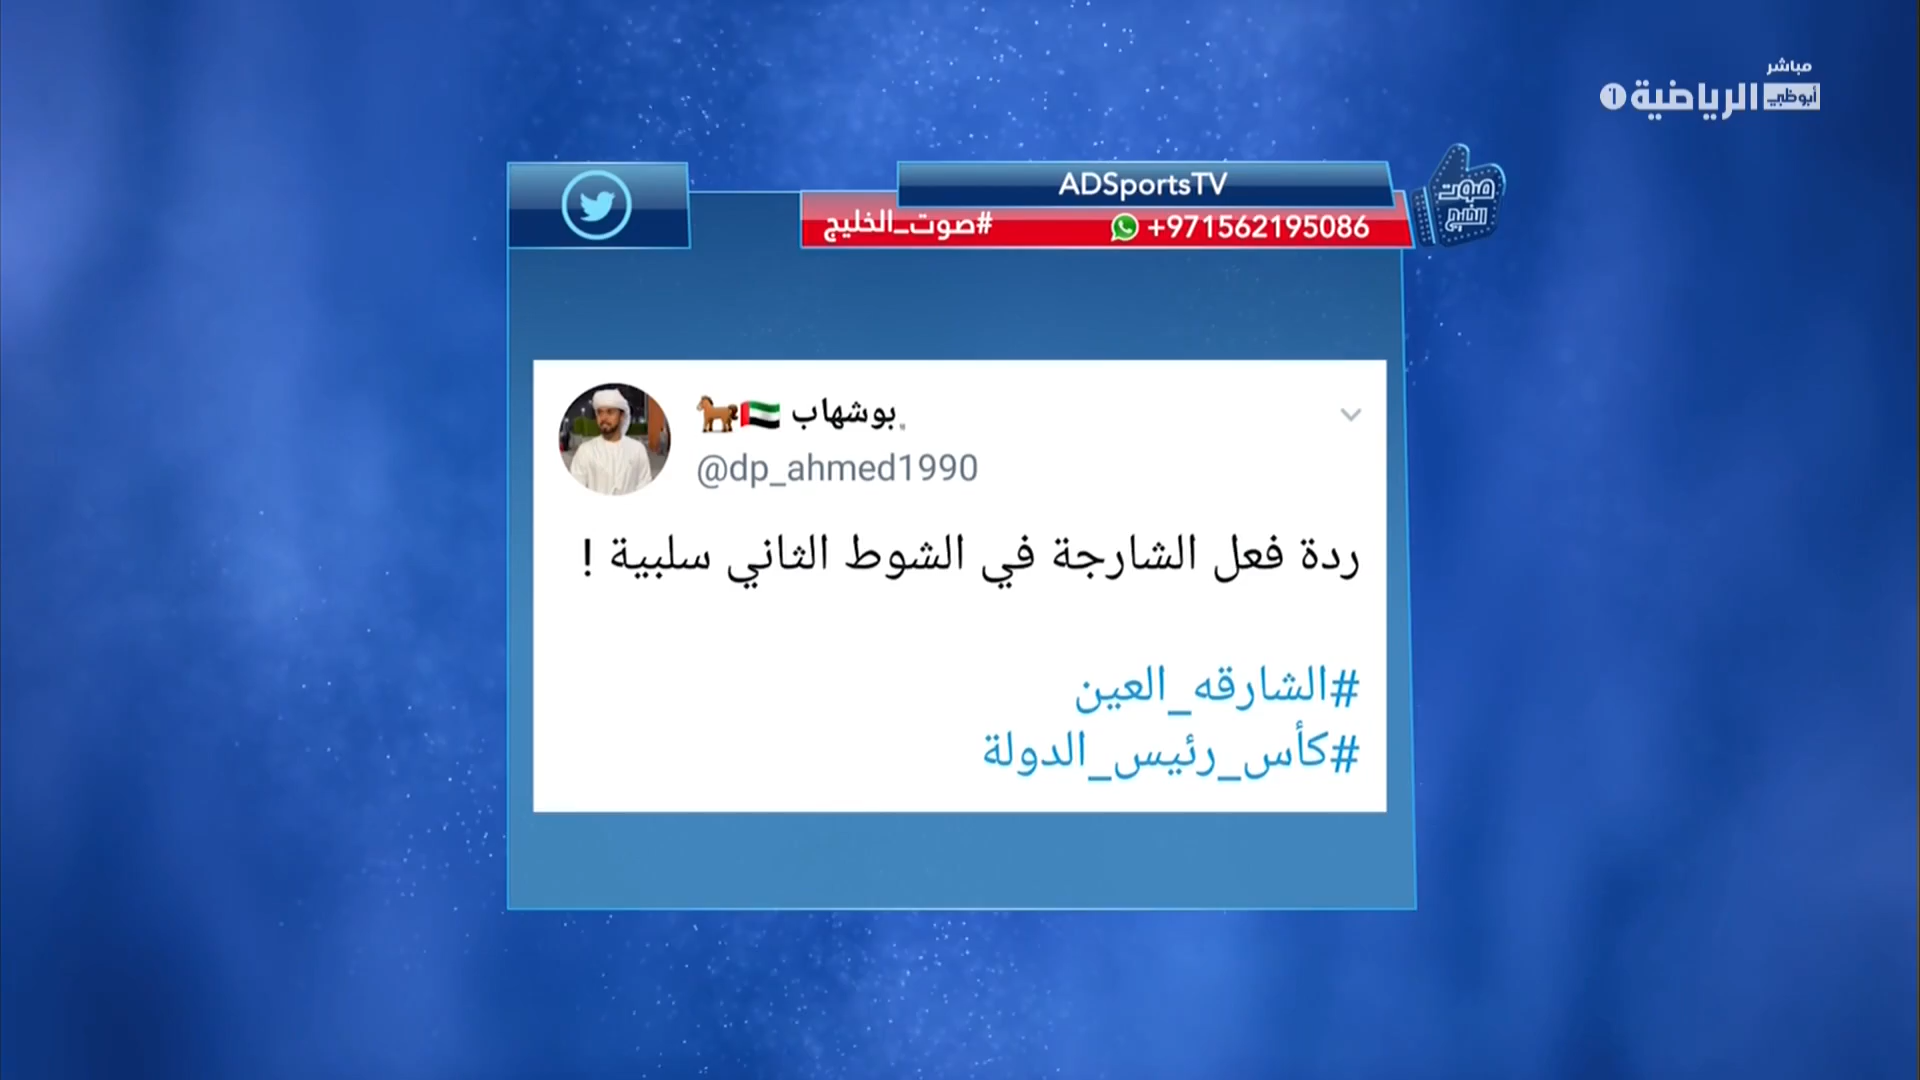 مباشر
أبوظبي الرياضية 1
ADSportsTV
صوت الخليج
#صوت_الخليج +971562195086
بوشهاب
@dp_ahmed1990
ردة فعل الشارجة في الشوط الثاني سلبية !
#الشارقه_العين
#كأس_رئيس_الدولة